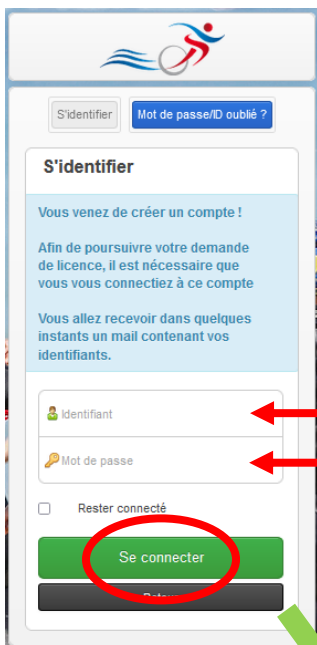 S'identifier
Mot de passe/ID oublié ?
S'identifier
Vous venez de créer un compte !
Afin de poursuivre votre demande
de licence, il est nécessaire que
vous vous connectiez à ce compte
Vous allez recevoir dans quelques
instants un mail contenant vos
identifiants.
Identifiant
Mot de passe
Rester connecté
Se connecter